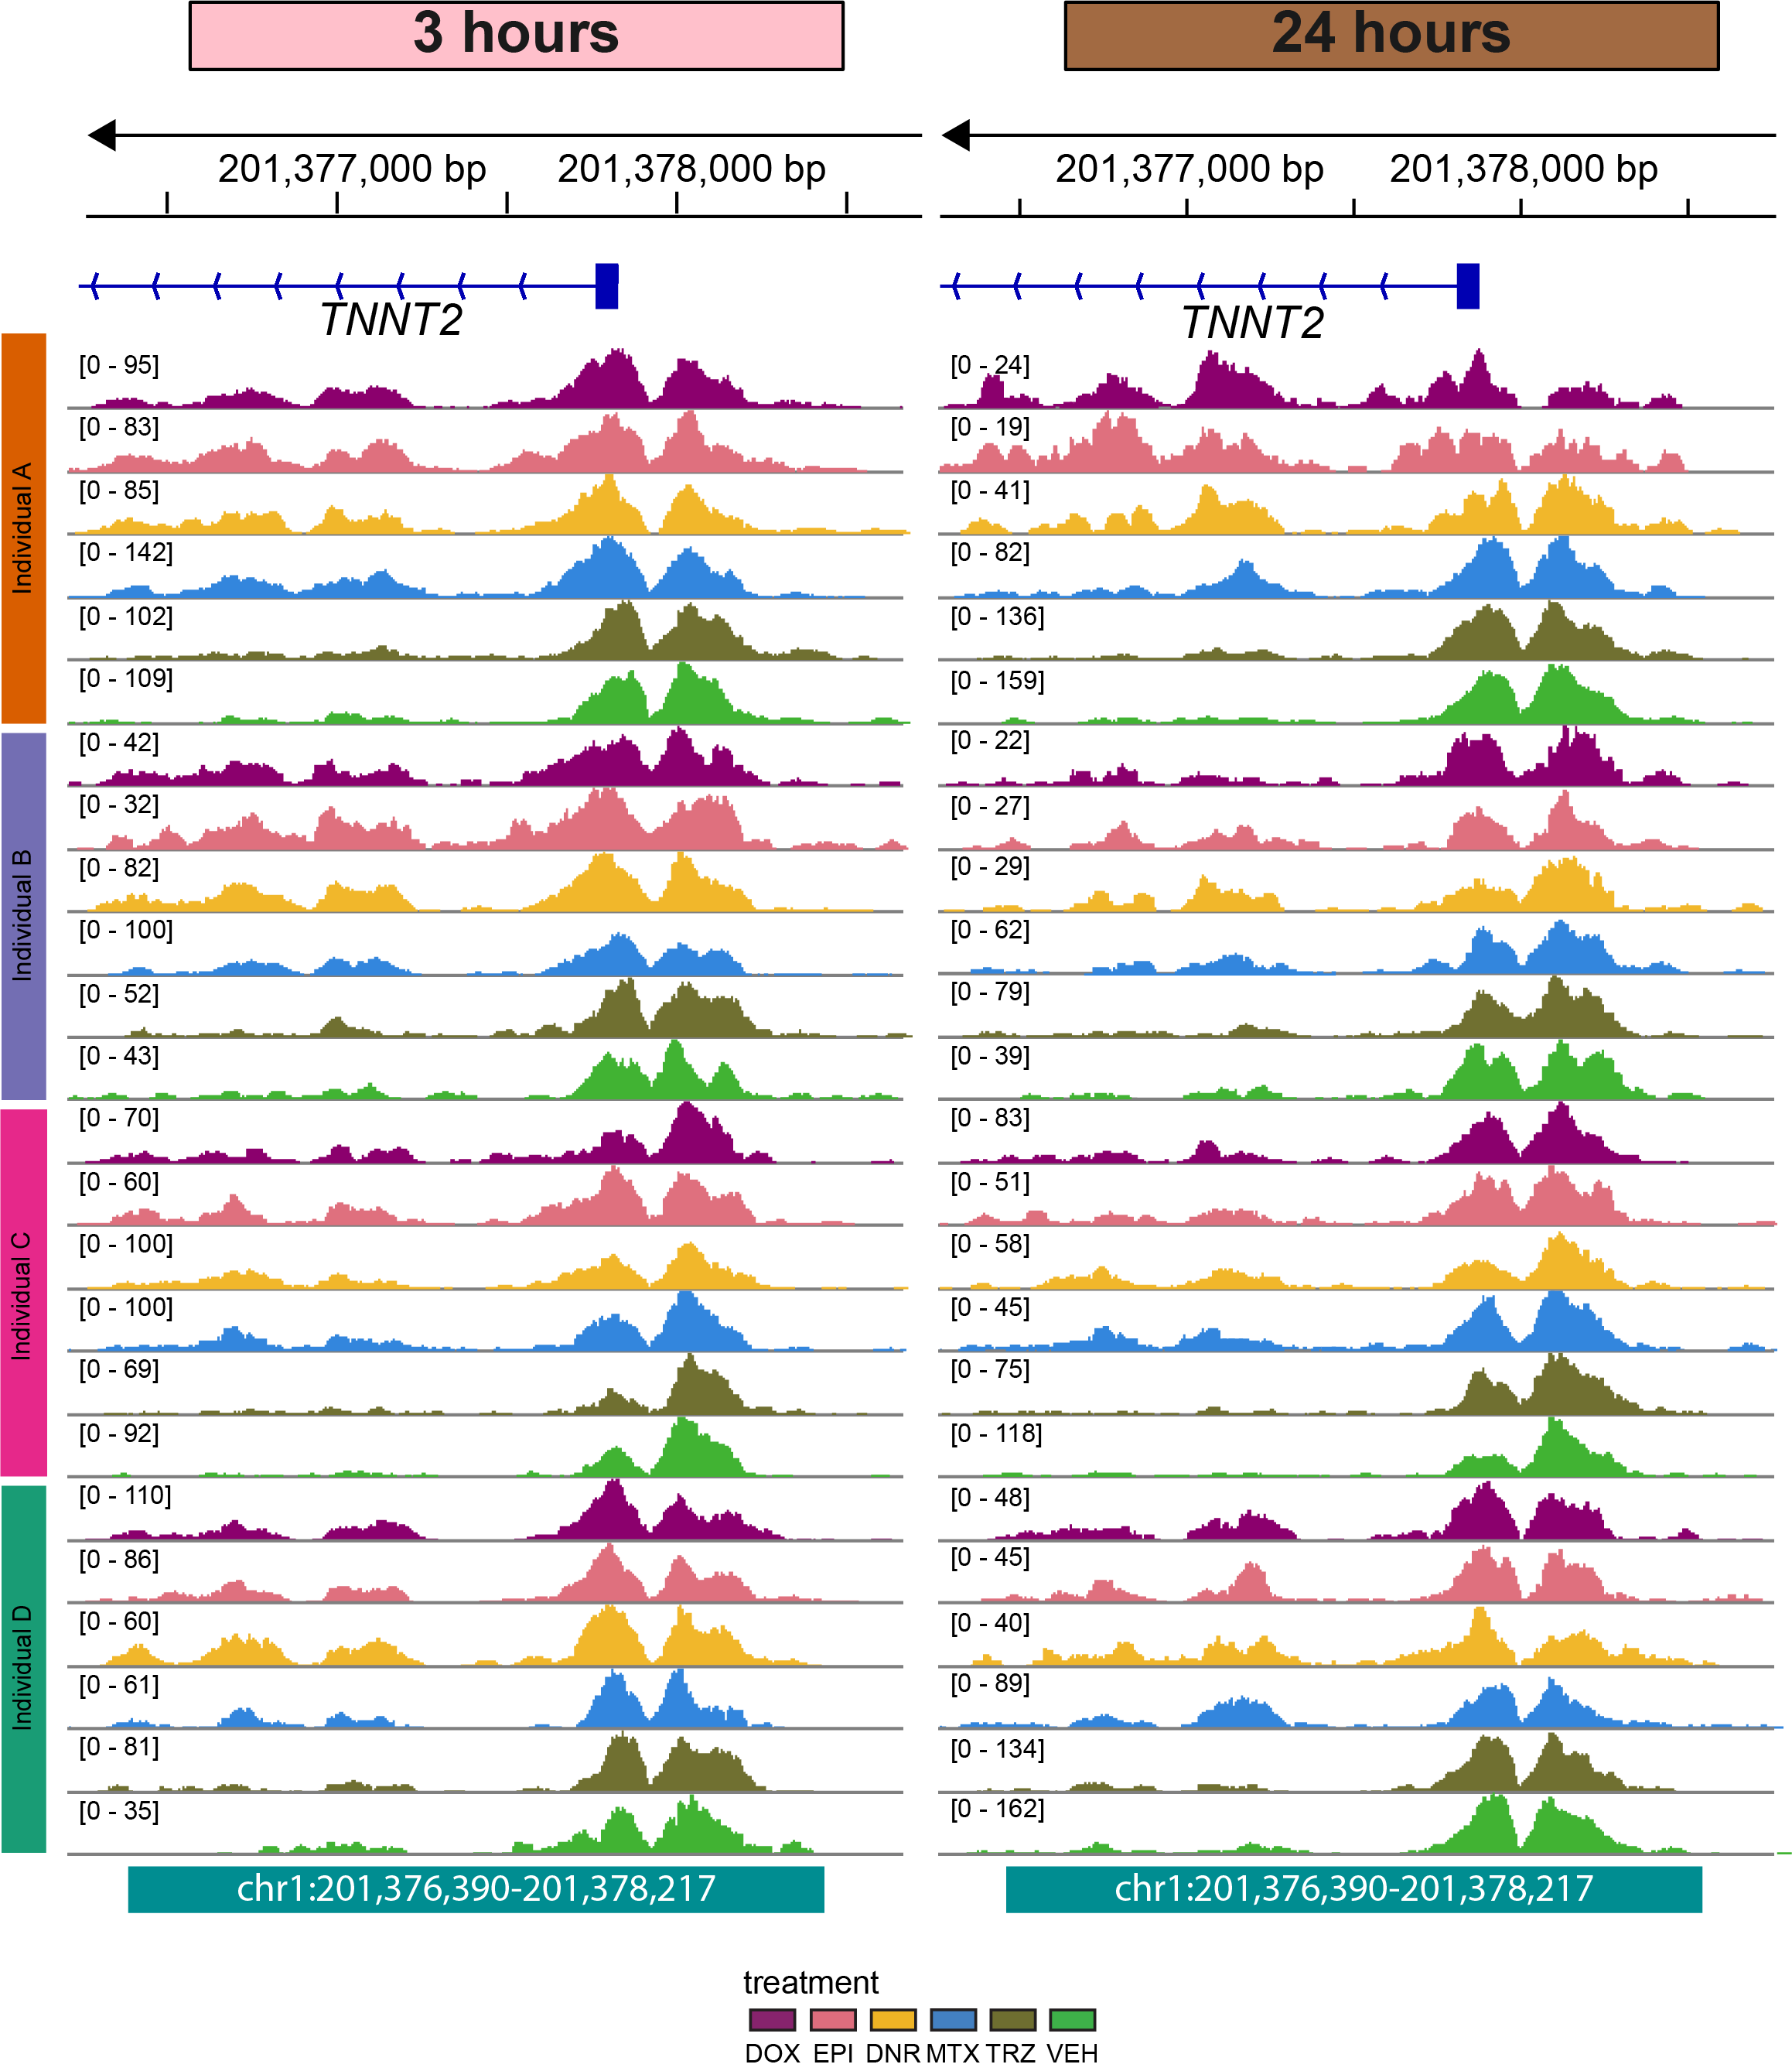 3 hours
24 hours
201,377,000 bp 201,378,000 bp
201,377,000 bp 201,378,000 bp
TNNT2
TNNT2
Individual A
[0 - 95]
[0 - 24]
[0 - 83]
[0 - 19]
[0 - 85]
[0 - 41]
[0 - 142]
[0 - 82]
[0 - 102]
[0 - 136]
[0 - 109]
[0 - 159]
Individual B
[0 - 42]
[0 - 22]
[0 - 32]
[0 - 27]
[0 - 82]
[0 - 29]
[0 - 100]
[0 - 62]
[0 - 52]
[0 - 79]
[0 - 43]
[0 - 39]
Individual C
[0 - 70]
[0 - 83]
[0 - 60]
[0 - 51]
[0 - 100]
[0 - 58]
[0 - 100]
[0 - 45]
[0 - 69]
[0 - 75]
[0 - 92]
[0 - 118]
Individual D
[0 - 110]
[0 - 48]
[0 - 86]
[0 - 45]
[0 - 60]
[0 - 40]
[0 - 61]
[0 - 89]
[0 - 81]
[0 - 134]
[0 - 35]
[0 - 162]
chr1:201,376,390-201,378,217
chr1:201,376,390-201,378,217
treatment
DOX EPI DNR MTX TRZ VEH